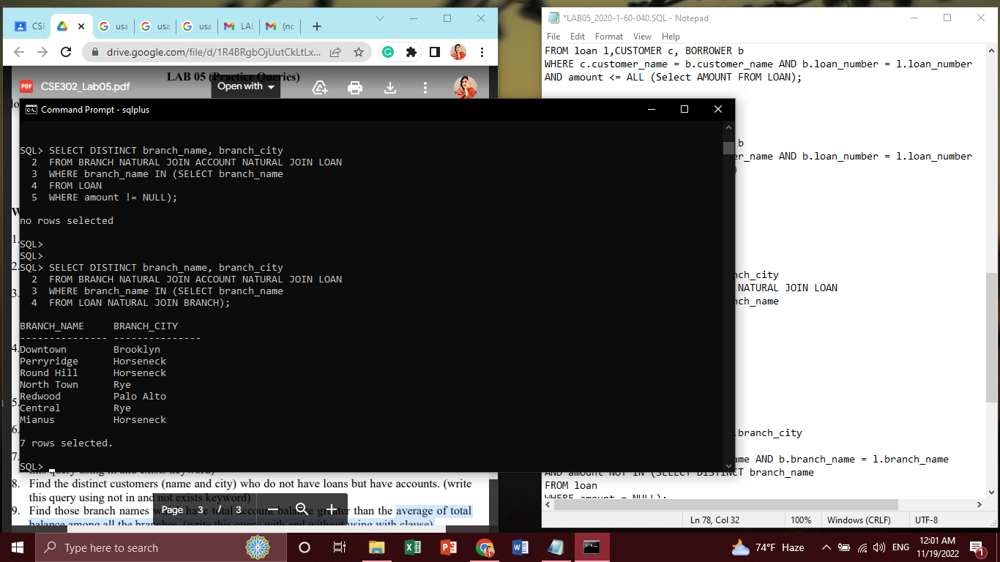 CSE
usa
usa
usa
LAB
(no
drive.google.com/file/d/1R4BRgbOjUutCkLtLx...
LAB 05 (Practice Queries)
PDF
CSE302_Lab05.pdf
Open with
lo
W
1.
2.
3.
4.
5.
6.
7.
Command Prompt - sqlplus
SQL> SELECT DISTINCT branch_name, branch_city
2 FROM BRANCH NATURAL JOIN ACCOUNT NATURAL JOIN LOAN
3 WHERE branch_name IN (SELECT branch_name
4 FROM LOAN
5 WHERE amount != NULL);
no rows selected
SQL>
SQL>
SQL> SELECT DISTINCT branch_name, branch_city
2 FROM BRANCH NATURAL JOIN ACCOUNT NATURAL JOIN LOAN
3 WHERE branch_name IN (SELECT branch_name
4 FROM LOAN NATURAL JOIN BRANCH);
BRANCH_NAME BRANCH_CITY
--------------- ---------------
Downtown Brooklyn
Perryridge Horseneck
Round Hill Horseneck
North Town Rye
Redwood Palo Alto
Central Rye
Mianus Horseneck
7 rows selected.
SQL>
this query using in and exists keyword)
8. Find the distinct customers (name and city) who do not have loans but have accounts. (write
this query using not in and not exists keyword)
9. Find those branch names which have total account balance greater than the average of total
balance among all the branches. (write this query with and without using with clause)
Page 3 / 3
*LAB05_2020-1-60-040.SQL - Notepad
File Edit Format View Help
FROM loan l,CUSTOMER c, BORROWER b
WHERE c.customer_name = b.customer_name AND b.loan_number = l.loan_number
AND amount <= ALL (Select AMOUNT FROM LOAN);
b
er_name AND b.loan_number = l.loan_number
)
nch_city
NATURAL JOIN LOAN
nch_name
.branch_city
ame AND b.branch_name = l.branch_name
AND amount NOT IN (SELECT DISTINCT branch_name
FROM loan
WHERE amount = NULL);
Ln 78, Col 32
100%
Windows (CRLF)
UTF-8
Type here to search
74°F Haze
ENG
12:01 AM
11/19/2022
1